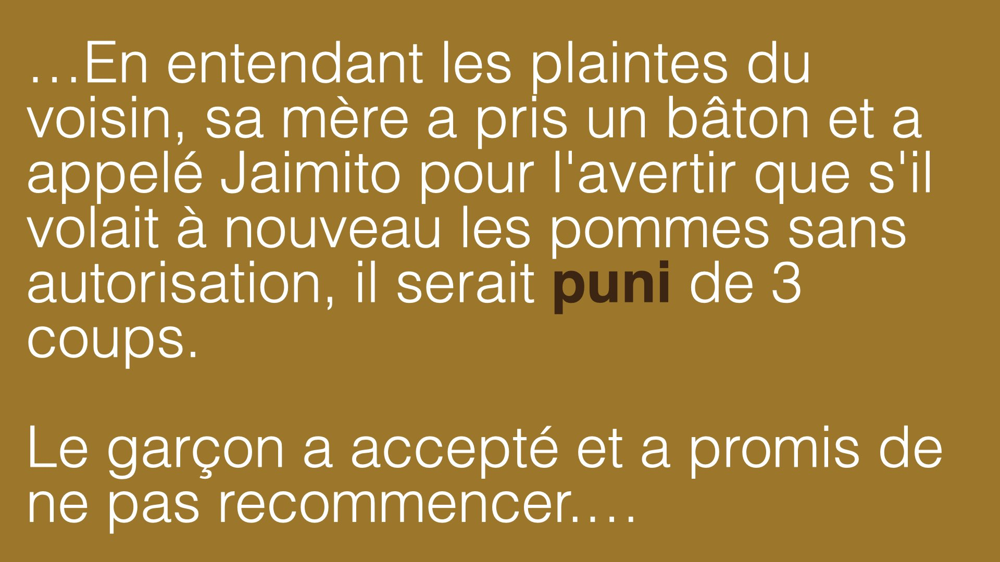 …En entendant les plaintes du
voisin, sa mère a pris un bâton et a
appelé Jaimito pour l'avertir que s'il
volait à nouveau les pommes sans
autorisation, il serait puni de 3
coups.
Le garçon a accepté et a promis de
ne pas recommencer….